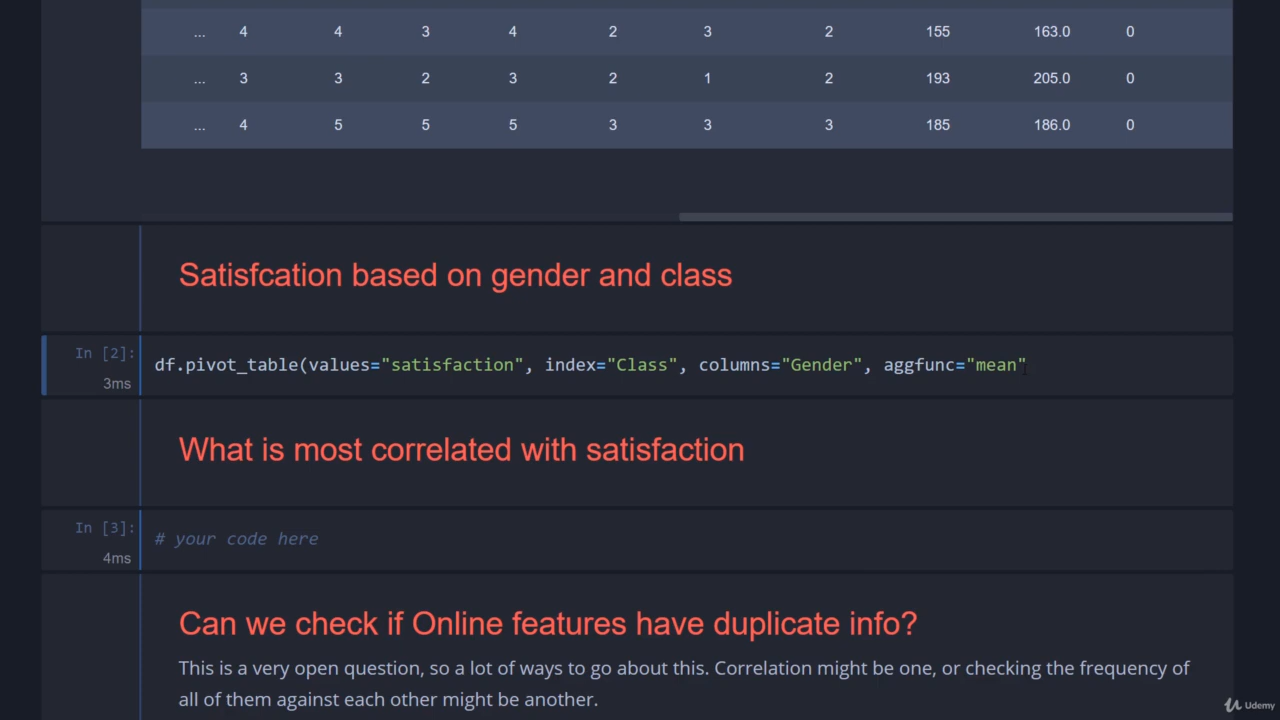 ... 4 4 3 4 2 3 2 155 163.0 0
... 3 3 2 3 2 1 2 193 205.0 0
... 4 5 5 5 3 3 3 185 186.0 0
Satisfcation based on gender and class
In [2]:
df.pivot_table(values="satisfaction", index="Class", columns="Gender", aggfunc="mean"
3ms
What is most correlated with satisfaction
In [3]:
# your code here
4ms
Can we check if Online features have duplicate info?
This is a very open question, so a lot of ways to go about this. Correlation might be one, or checking the frequency of
all of them against each other might be another.
Udemy